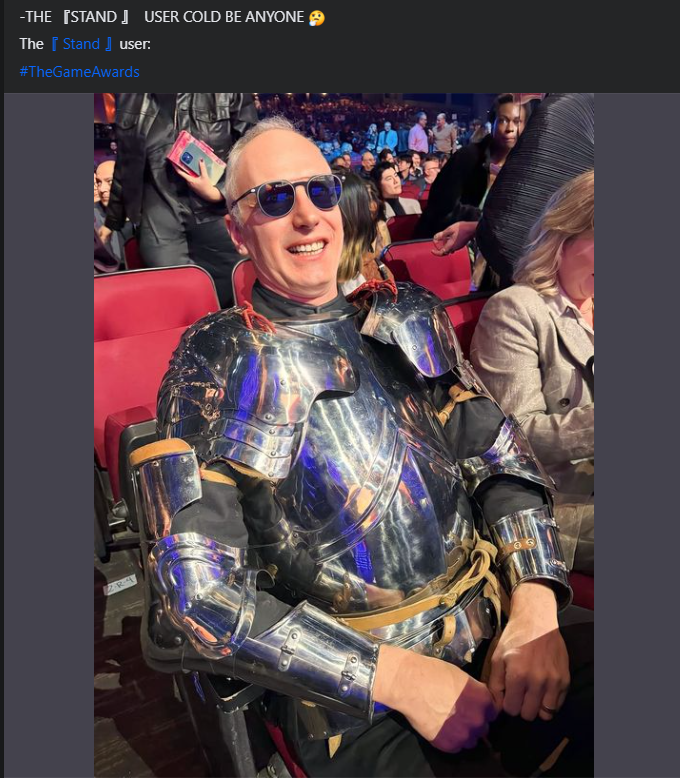 -THE 『STAND 』 USER COLD BE ANYONE 🤔
The『 Stand 』user:
#TheGameAwards